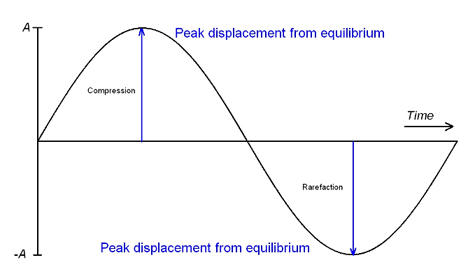 A
Peak displacement from equilibrium
Compression
Time
Rarefaction
-A
Peak displacement from equilibrium